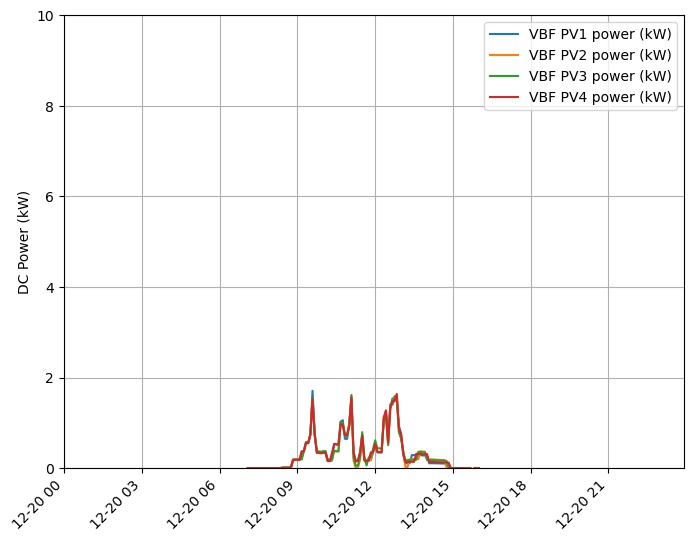 10
8
6
4
2
0
DC Power (kW)
VBF PV1 power (kW)
VBF PV2 power (kW)
VBF PV3 power (kW)
VBF PV4 power (kW)
12-20 00
12-20 03
12-20 06
12-20 09
12-20 12
12-20 15
12-20 18
12-20 21